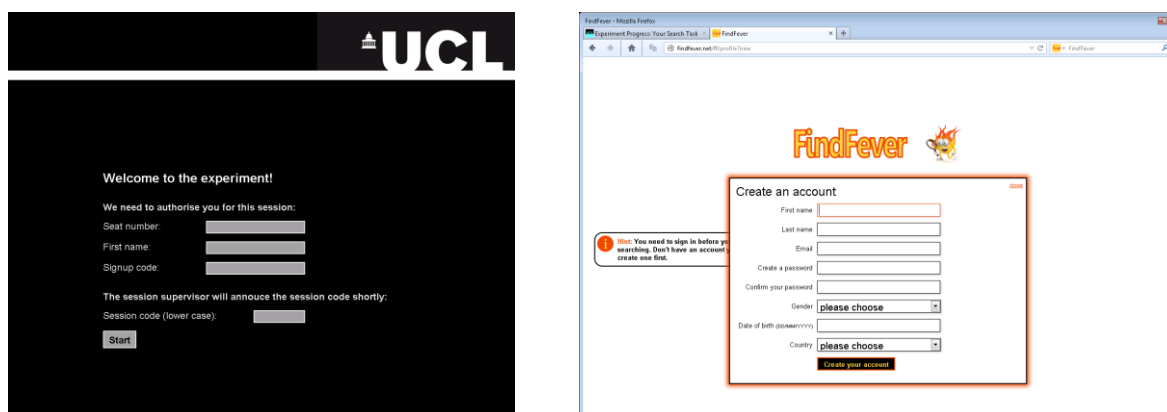 UCL
Welcome to the experiment!
We need to authorise you for this session:
Seat number:
First name:
Signup code:
The session supervisor will annouce the session code shortly:
Session code (lower case):
Start
FindFever - Mozilla Firefox
Experiment Progress: Your Search Task
FindFever
findfever.net/#/profile?new
FindFever
FindFever
close
Create an account
First name
Last name
Email
Create a password
Confirm your password
Gender
please choose
Date of birth (DD/MM/YYYY)
Country
please choose
Create your account
Hint: You need to sign in before yo
searching. Don't have an account
create one first.